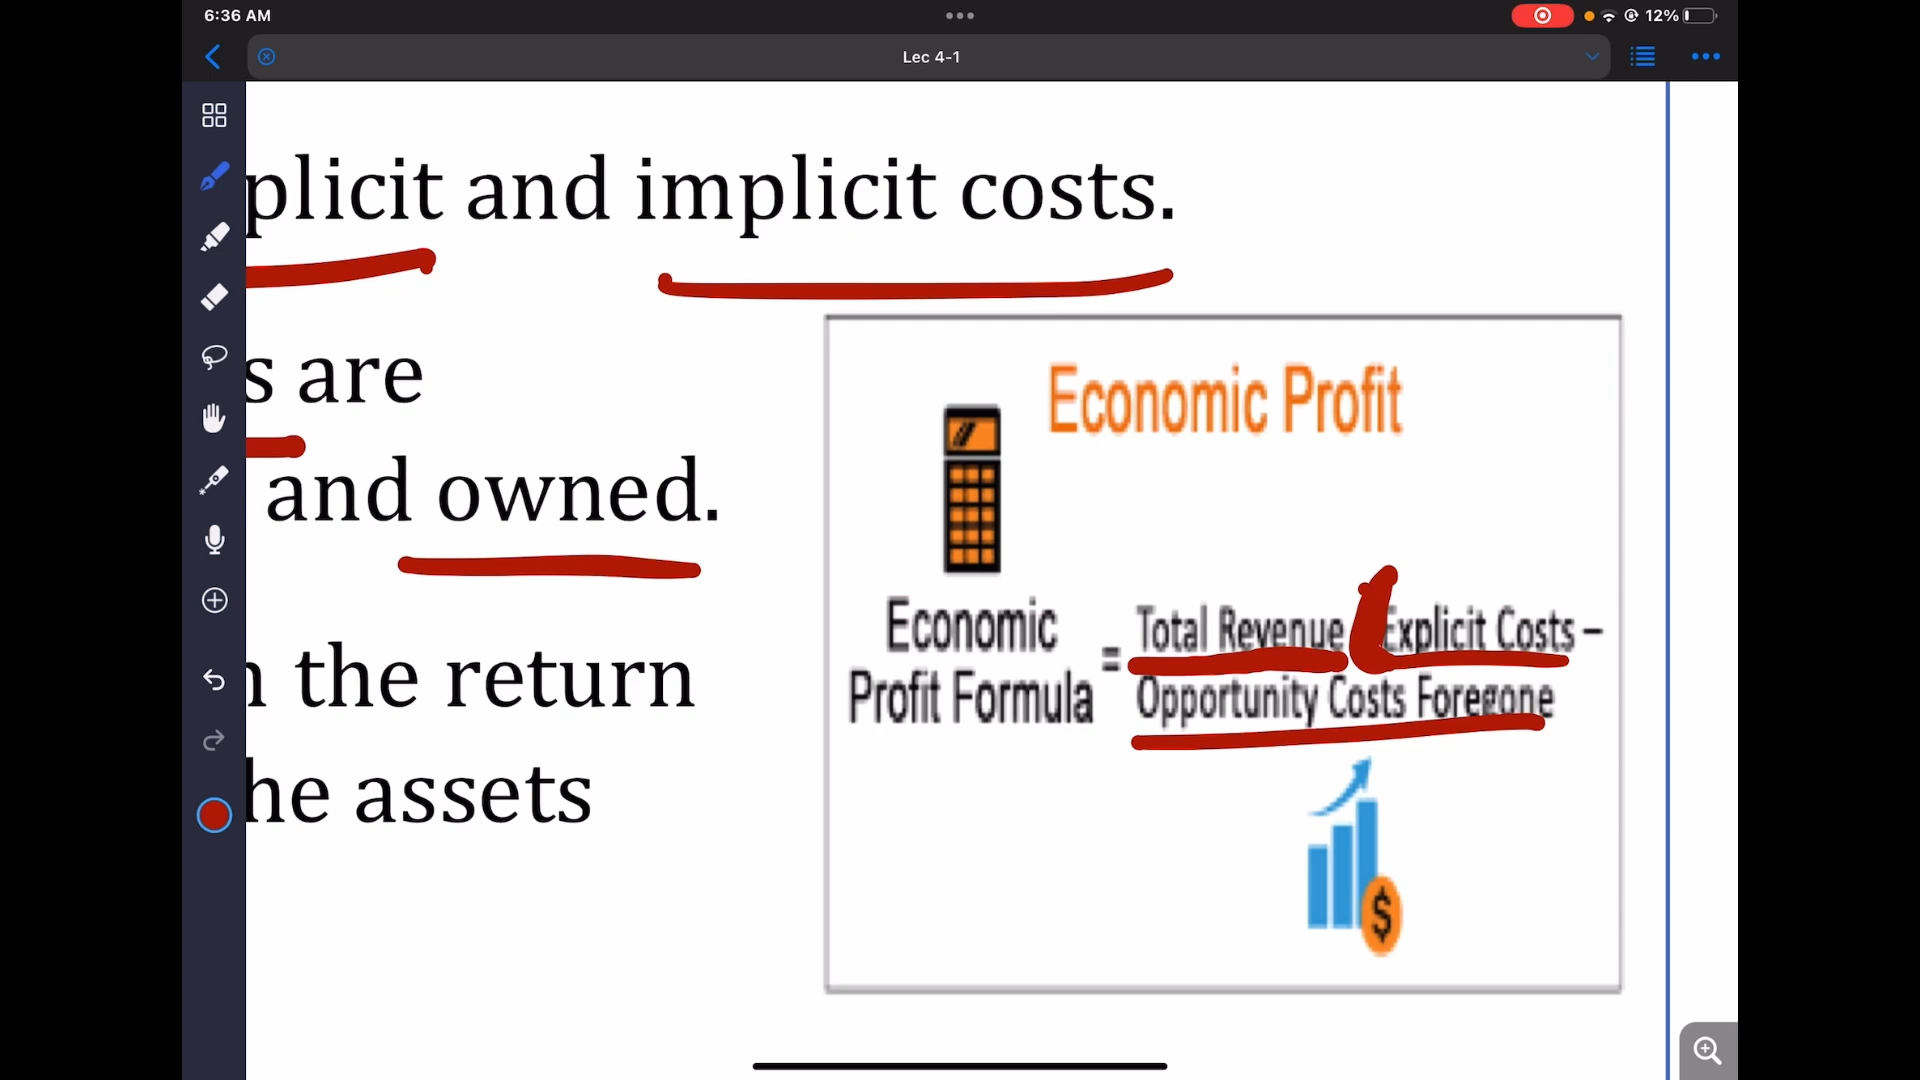 6:36 AM
12%
Lec 4-1
plicit and implicit costs.
s are
and owned.
the return
he assets
Economic Profit
Economic
Profit Formula
=
Total Revenue Explicit Costs –
Opportunity Costs Foregone
$